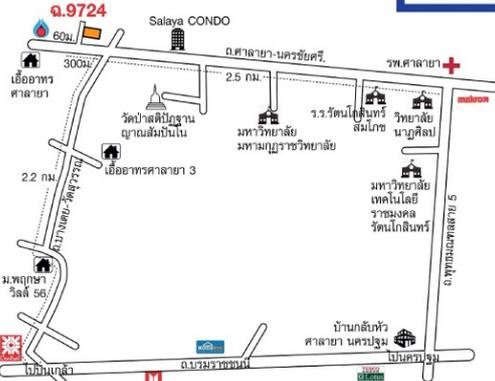 ฉ.9724
Salaya CONDO
60ม.
ถ.ศาลายา-นครชัยศรี.
รพ.ศาลายา
300ม.
2.5 กม.
เอื้ออาทร
ศาลายา
makro
วัดป่าสติปัฏฐาน
ญาณสัมปันโน
มหาวิทยาลัย
มหามกุฏราชวิทยาลัย
ร.ร.รัตนโกสินทร์
สมโภช
วิทยาลัย
นาฏศิลป
เอื้ออาทรศาลายา 3
2.2 กม.
ถ.บางเตย-วัดสุวรรณ
มหาวิทยาลัย
เทคโนโลยี
ราชมงคล
รัตนโกสินทร์
ถ.พุทธมณฑลสาย 5
ม.พฤกษา
วิลล์ 56
บ้านกลับหัว
ศาลายา นครปฐม
ไปปิ่นเกล้า
ถ.บรมราชชนนี
ไปนครปฐม
TESCO
Lotus